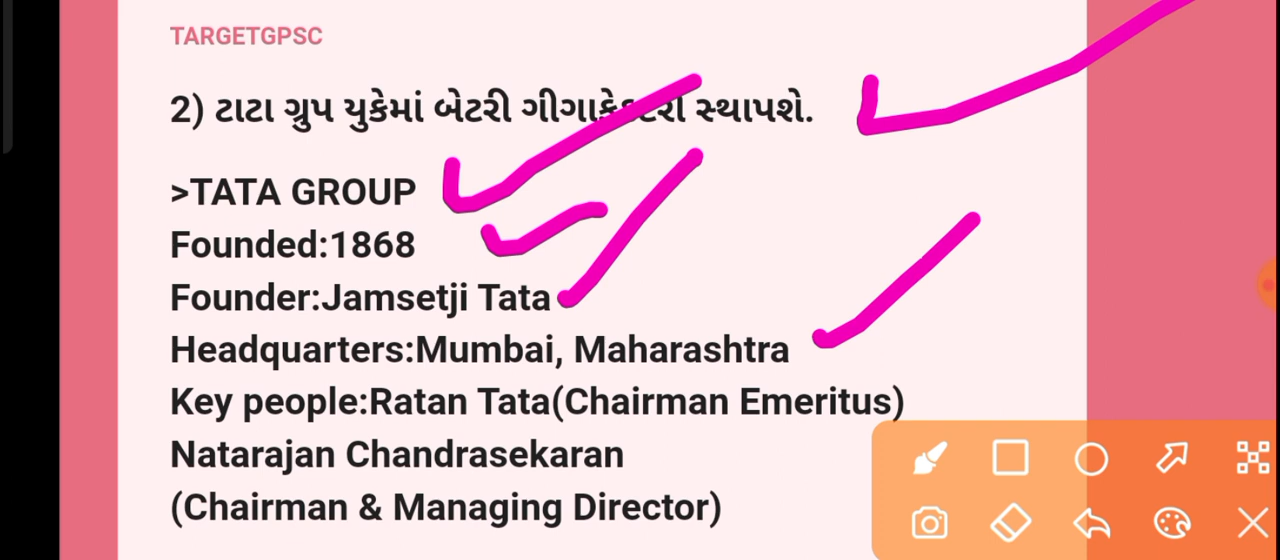 TARGETGPSC
2) ટાટા ગ્રુપ યુકેમાં બેટરી ગીગાફેક્ટરી સ્થાપશે.
>TATA GROUP
Founded:1868
Founder:Jamsetji Tata
Headquarters:Mumbai, Maharashtra
Key people:Ratan Tata(Chairman Emeritus)
Natarajan Chandrasekaran
(Chairman & Managing Director)